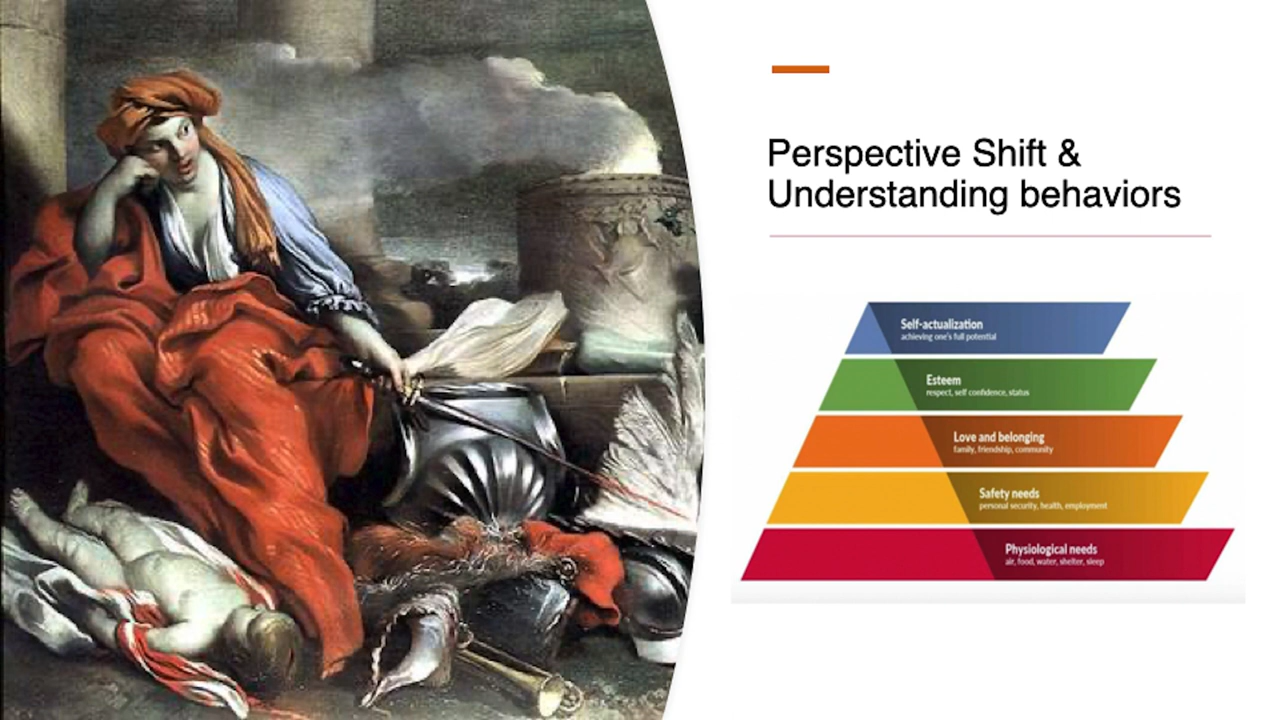 Perspective Shift &
Understanding behaviors
Self-actualization
achieving one's full potential
Esteem
respect, self confidence, status
Love and belonging
family, friendship, community
Safety needs
personal security, health, employment
Physiological needs
air, food, water, shelter, sleep